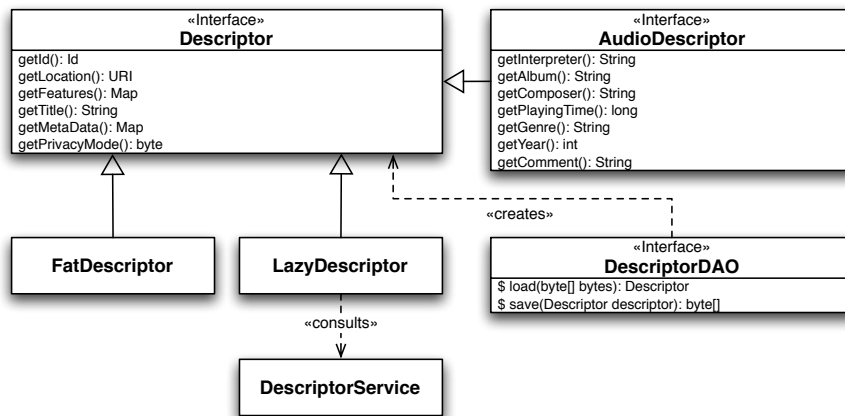 «Interface»
Descriptor
getId(): Id
getLocation(): URI
getFeatures(): Map
getTitle(): String
getMetaData(): Map
getPrivacyMode(): byte
«Interface»
AudioDescriptor
getInterpreter(): String
getAlbum(): String
getComposer(): String
getPlayingTime(): long
getGenre(): String
getYear(): int
getComment(): String
«creates»
FatDescriptor
LazyDescriptor
«Interface»
DescriptorDAO
$ load(byte[] bytes): Descriptor
$ save(Descriptor descriptor): byte[]
«consults»
DescriptorService